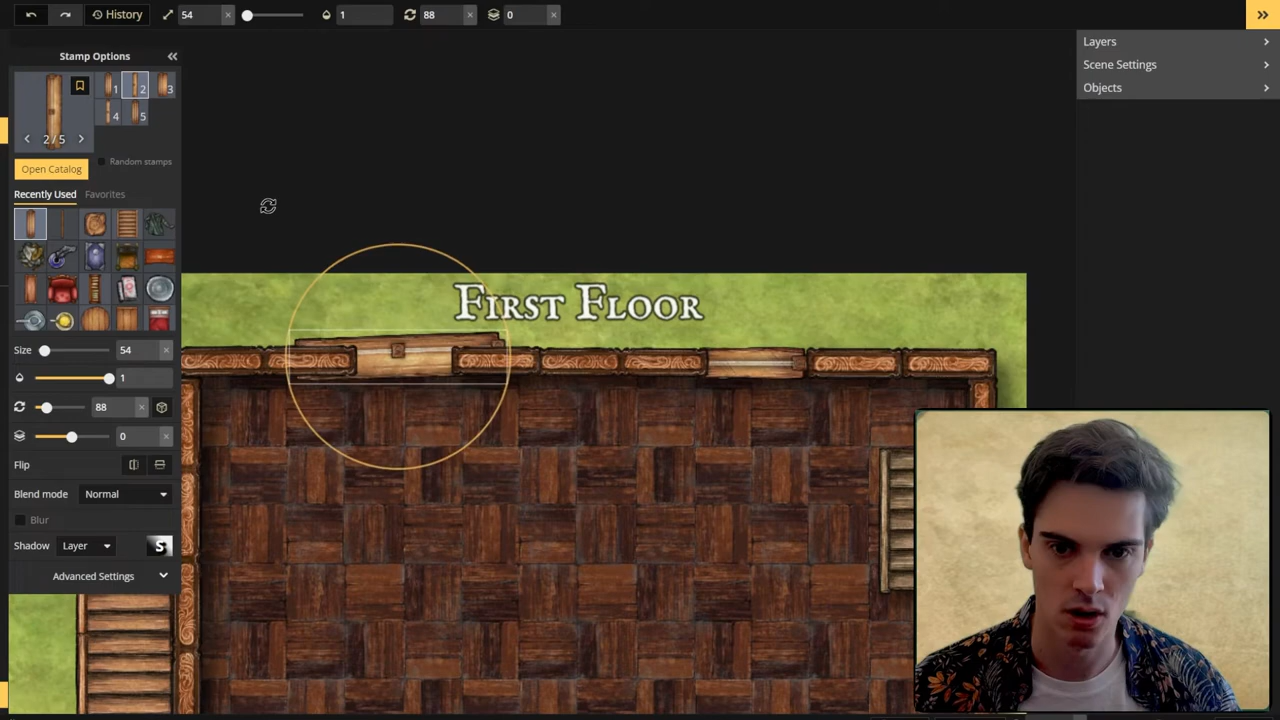 History
54
1
88
0
Layers
Scene Settings
Objects
Stamp Options
1
2
3
4
5
2 / 5
Open Catalog
Random stamps
Recently Used
Favorites
Size
54
1
88
0
Flip
Blend mode
Normal
Blur
Shadow
Layer
S
Advanced Settings
First Floor